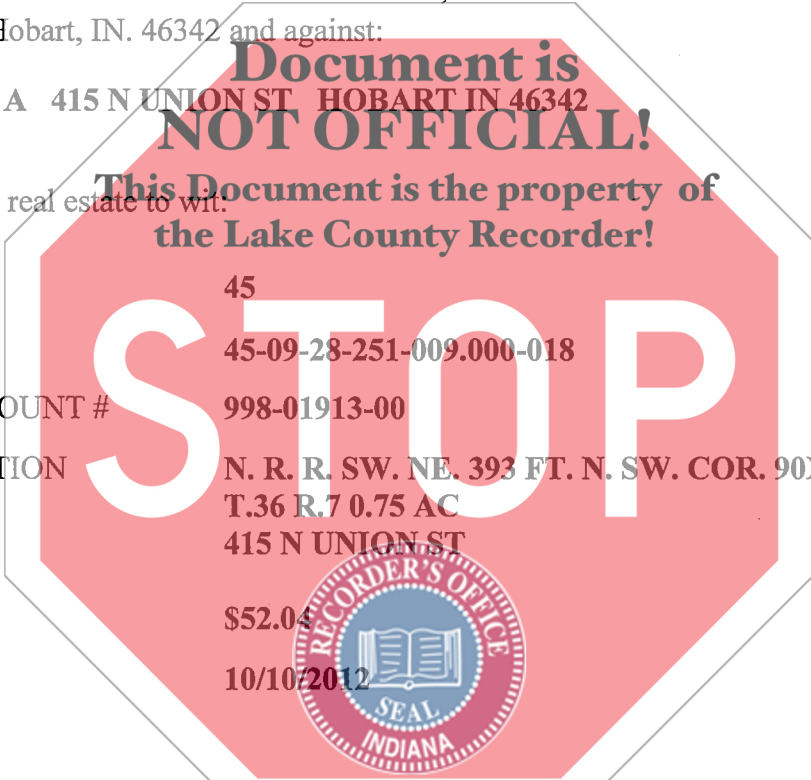 Hobart, IN. 46342 and against:
Document is
A 415 N UNION ST HOBART IN 46342
NOT OFFICIAL!
This Document is the property of
real estate to wit:
the Lake County Recorder!
45
STOP
45-09-28-251-009.000-018
OUNT # 998-01913-00
TION N. R. R. SW. NE. 393 FT. N. SW. COR. 90
T.36 R.7 0.75 AC
415 N UNION ST
$52.04
10/10/2012
RECORDER'S OFFICE
SEAL
INDIANA